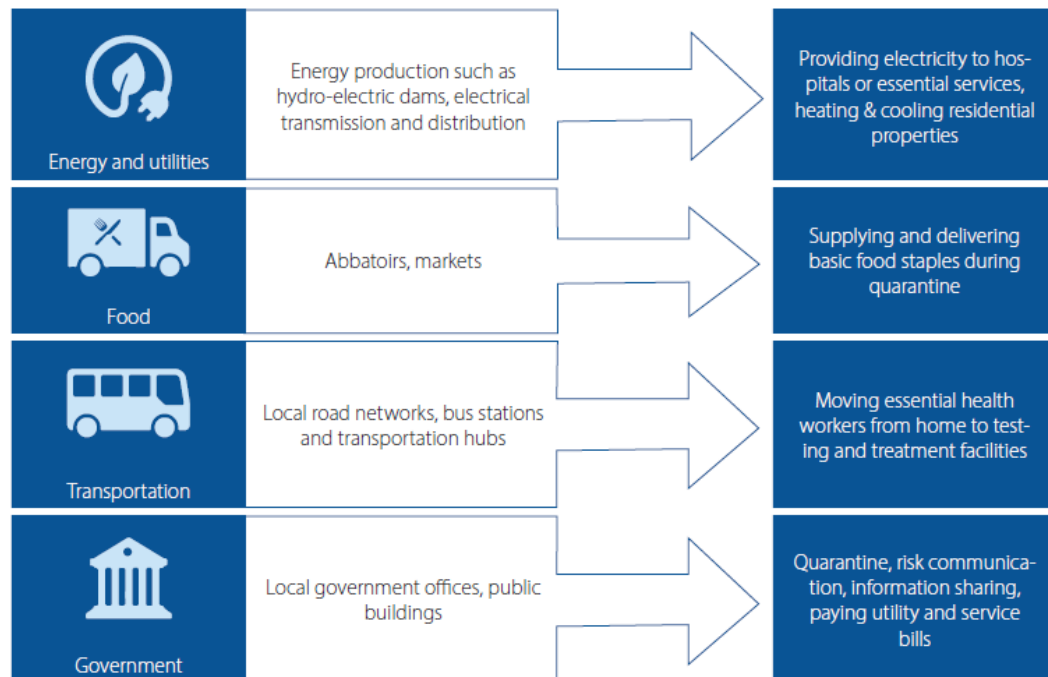 Energy and utilities
Energy production such as
hydro-electric dams, electrical
transmission and distribution
Providing electricity to hos-
pitals or essential services,
heating & cooling residential
properties
Food
Abbatoirs, markets
Supplying and delivering
basic food staples during
quarantine
Transportation
Local road networks, bus stations
and transportation hubs
Moving essential health
workers from home to test-
ing and treatment facilities
Government
Local government offices, public
buildings
Quarantine, risk communica-
tion, information sharing,
paying utility and service
bills